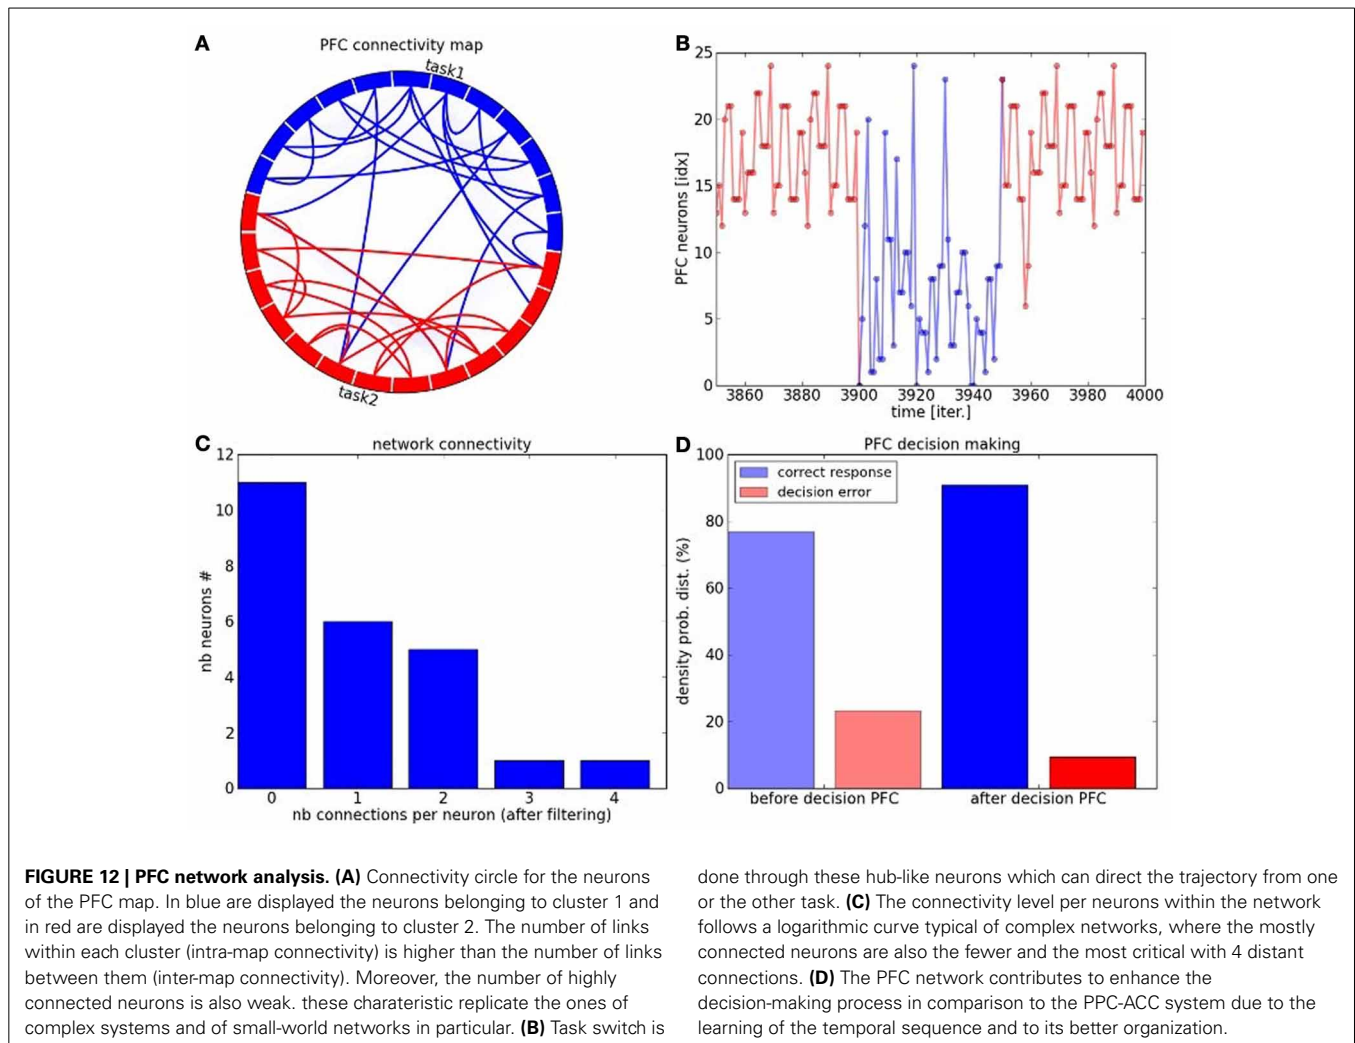 A
PFC connectivity map
task1
task2
B
25
20
15
10
5
0
PFC neurons [idx]
3860 3880 3900 3920 3940 3960 3980 4000
time [iter.]
C
network connectivity
12
10
8
6
4
2
0
nb neurons #
0 1 2 3 4
nb connections per neuron (after filtering)
D
PFC decision making
100
80
60
40
20
0
density prob. dist. (%)
correct response
decision error
before decision PFC after decision PFC
FIGURE 12 | PFC network analysis. (A) Connectivity circle for the neurons
of the PFC map. In blue are displayed the neurons belonging to cluster 1 and
in red are displayed the neurons belonging to cluster 2. The number of links
within each cluster (intra-map connectivity) is higher than the number of links
between them (inter-map connectivity). Moreover, the number of highly
connected neurons is also weak. these charateristic replicate the ones of
complex systems and of small-world networks in particular. (B) Task switch is
done through these hub-like neurons which can direct the trajectory from one
or the other task. (C) The connectivity level per neurons within the network
follows a logarithmic curve typical of complex networks, where the mostly
connected neurons are also the fewer and the most critical with 4 distant
connections. (D) The PFC network contributes to enhance the
decision-making process in comparison to the PPC-ACC system due to the
learning of the temporal sequence and to its better organization.